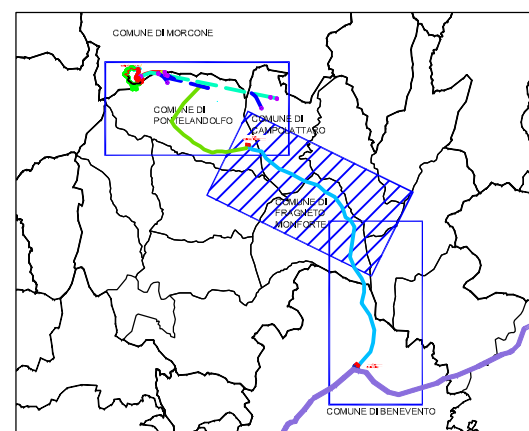 COMUNE DI MORCONE
COMUNE DI
PONTELANDOLFO
COMUNE DI
CAMPOLATTARO
COMUNE DI
FRAGNETO
MONFORTE
COMUNE DI BENEVENTO